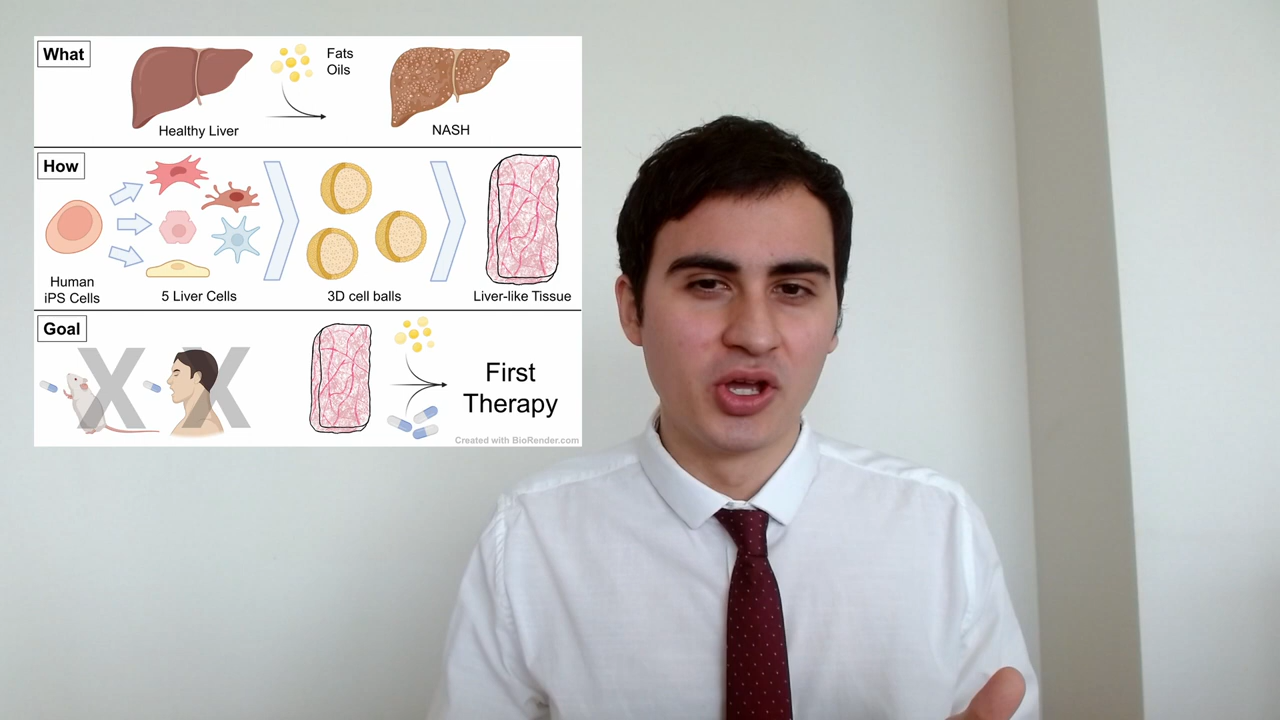 What
Fats
Oils
Healthy Liver
NASH
How
Human
iPS Cells
5 Liver Cells
3D cell balls
Liver-like Tissue
Goal
X X
First
Therapy
Created with BioRender.com